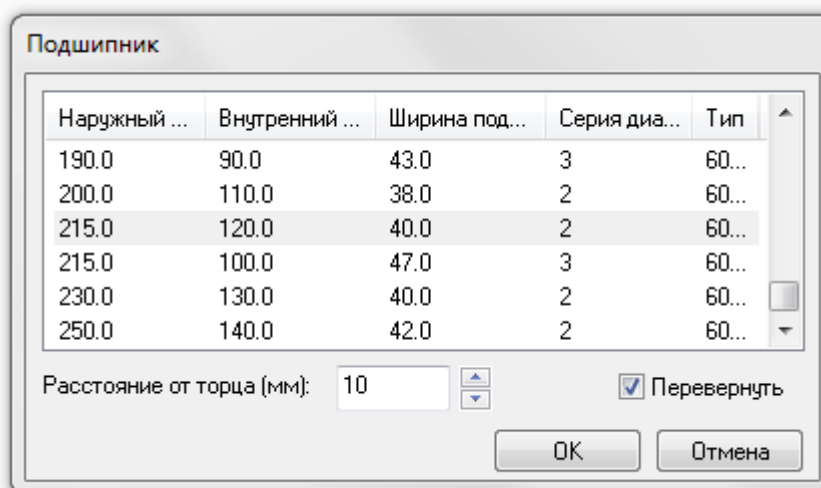 Подшипник
Наружный ... Внутренний ... Ширина под... Серия диа... Тип
190.0 90.0 43.0 3 60...
200.0 110.0 38.0 2 60...
215.0 120.0 40.0 2 60...
215.0 100.0 47.0 3 60...
230.0 130.0 40.0 2 60...
250.0 140.0 42.0 2 60...
Расстояние от торца (мм): 10 Перевернуть
OK Отмена